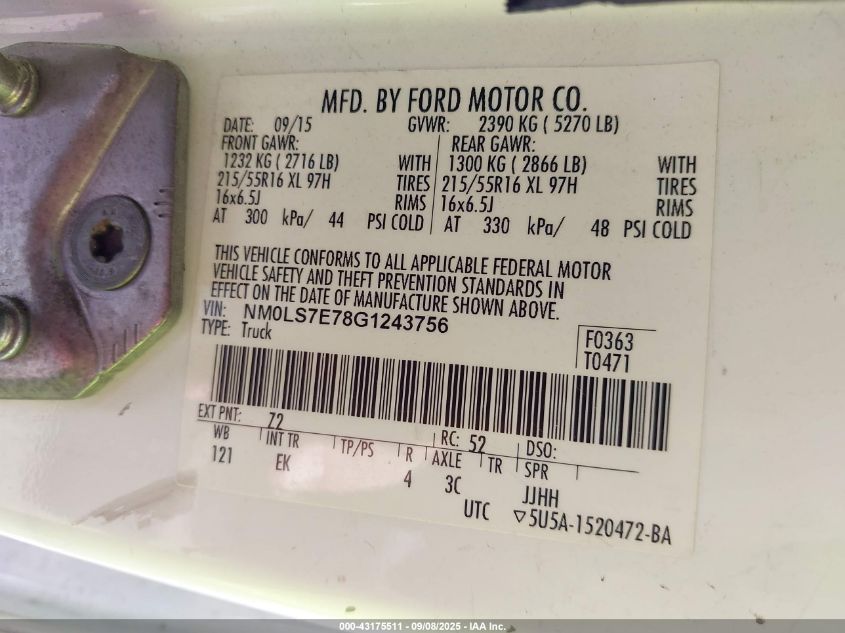 MFD. BY FORD MOTOR CO.
DATE: 09/15 GVWR: 2390 KG ( 5270 LB)
FRONT GAWR: REAR GAWR:
1232 KG ( 2716 LB) WITH 1300 KG ( 2866 LB) WITH
215/55R16 XL 97H TIRES 215/55R16 XL 97H TIRES
16x6.5J RIMS 16x6.5J RIMS
AT 300 kPa/ 44 PSI COLD AT 330 kPa/ 48 PSI COLD
THIS VEHICLE CONFORMS TO ALL APPLICABLE FEDERAL MOTOR
VEHICLE SAFETY AND THEFT PREVENTION STANDARDS IN
EFFECT ON THE DATE OF MANUFACTURE SHOWN ABOVE.
VIN: NM0LS7E78G1243756
TYPE: Truck
F0363
T0471
EXT PNT: Z2 RC: 52 DSO:
WB INT TR TP/PS R AXLE TR SPR
121 EK 4 3C JJHH
UTC ▽5U5A-1520472-BA
000-43175511 - 09/08/2025 - IAA Inc.